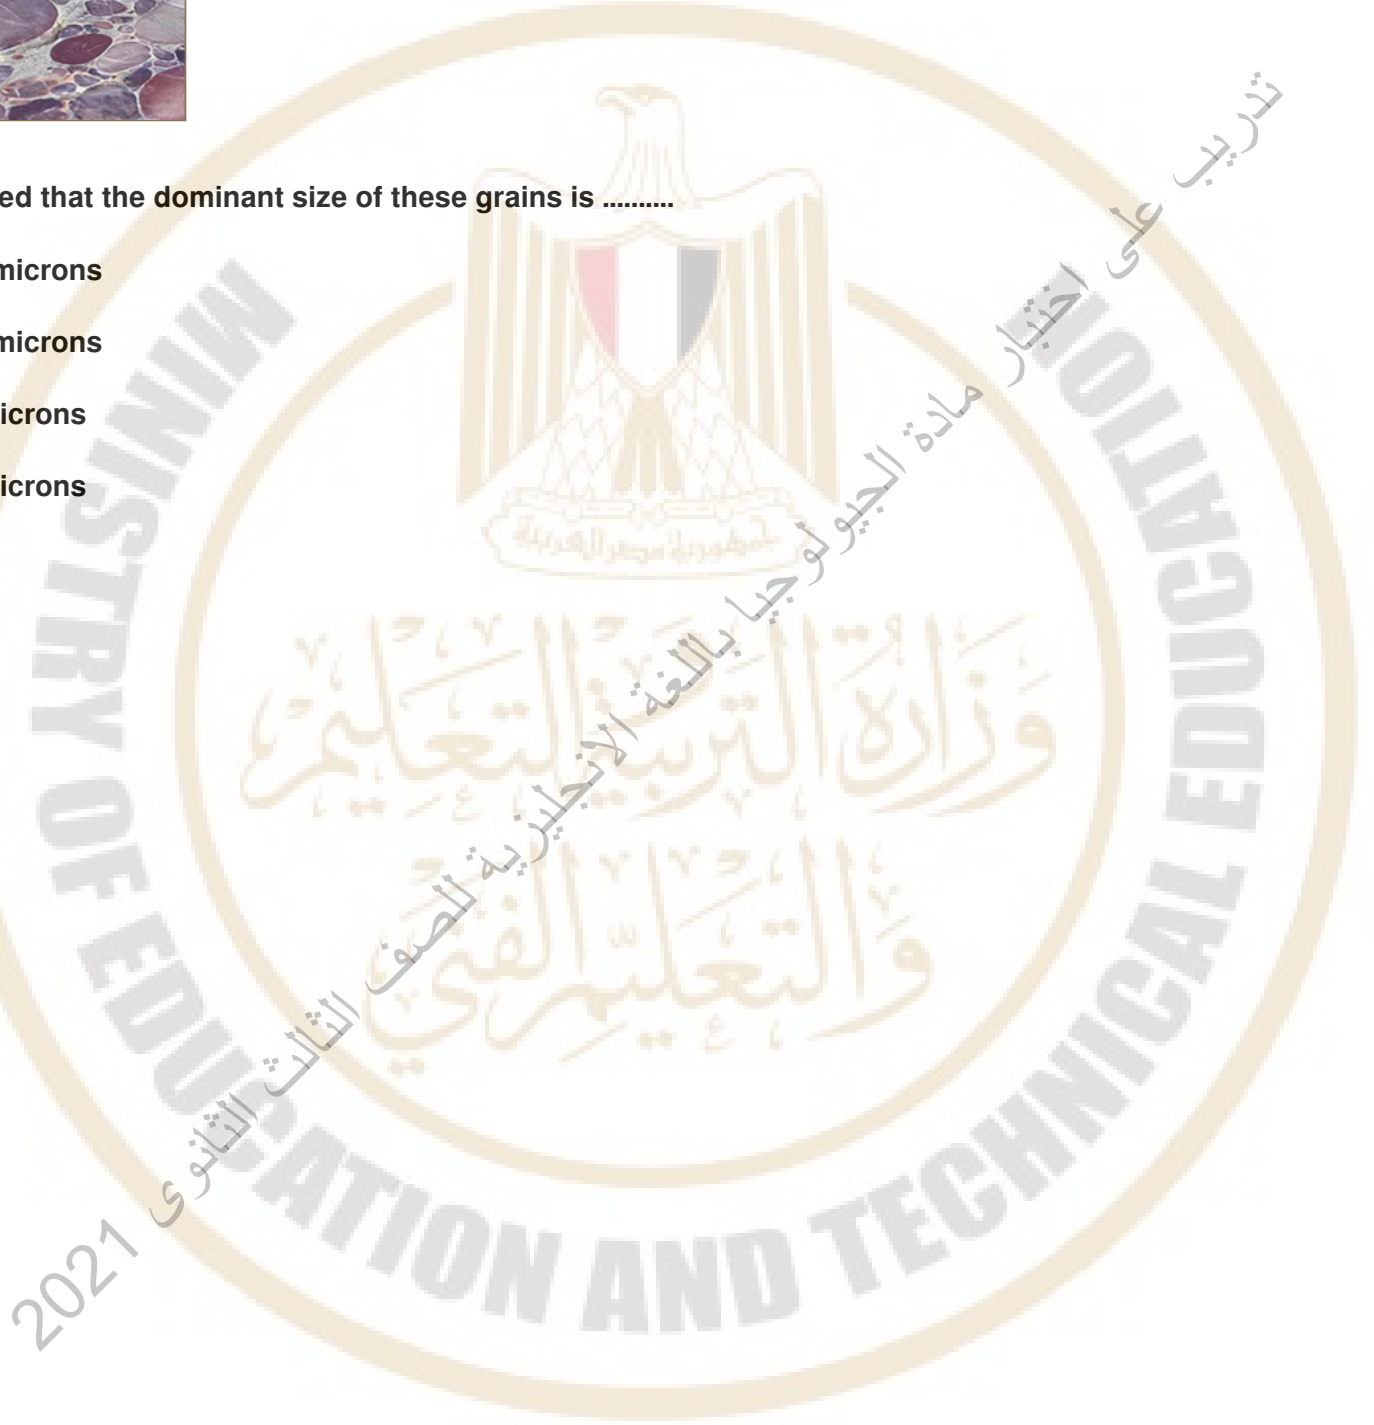 ed that the dominant size of these grains is ..........
microns
microns
icrons
icrons
MINISTRY OF EDUCATION AND TECHNICAL EDUCATION
جمهورية مصر العربية
وزارة التربية والتعليم
والتعليم الفني
تدريب على اختبار مادة الجيولوجيا باللغة الانجليزية للصف الثالث الثانوى 2021